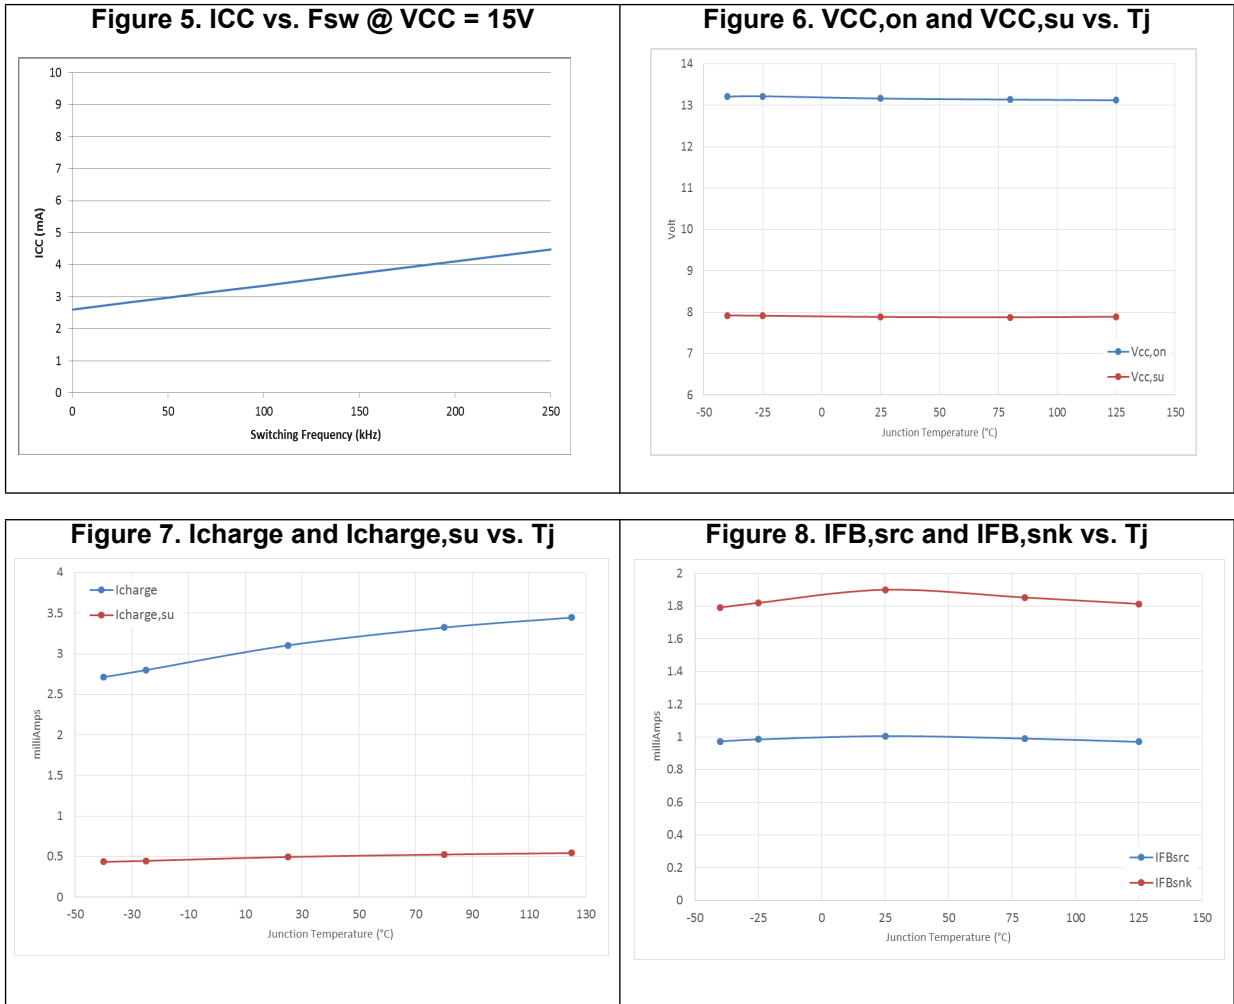 Figure 5. ICC vs. Fsw @ VCC = 15V
10
9
8
7
6
5
4
3
2
1
0
ICC (mA)
0 50 100 150 200 250
Switching Frequency (kHz)
Figure 6. VCC,on and VCC,su vs. Tj
14
13
12
11
10
9
8
7
6
Volt
Vcc,on
Vcc,su
-50 -25 0 25 50 75 100 125 150
Junction Temperature (°C)
Figure 7. Icharge and Icharge,su vs. Tj
4
3.5
3
2.5
2
1.5
1
0.5
0
milliAmps
Icharge
Icharge,su
-50 -30 -10 10 30 50 70 90 110 130
Junction Temperature (°C)
Figure 8. IFB,src and IFB,snk vs. Tj
2
1.8
1.6
1.4
1.2
1
0.8
0.6
0.4
0.2
0
milliAmps
IFBsrc
IFBsnk
-50 -25 0 25 50 75 100 125 150
Junction Temperature (°C)